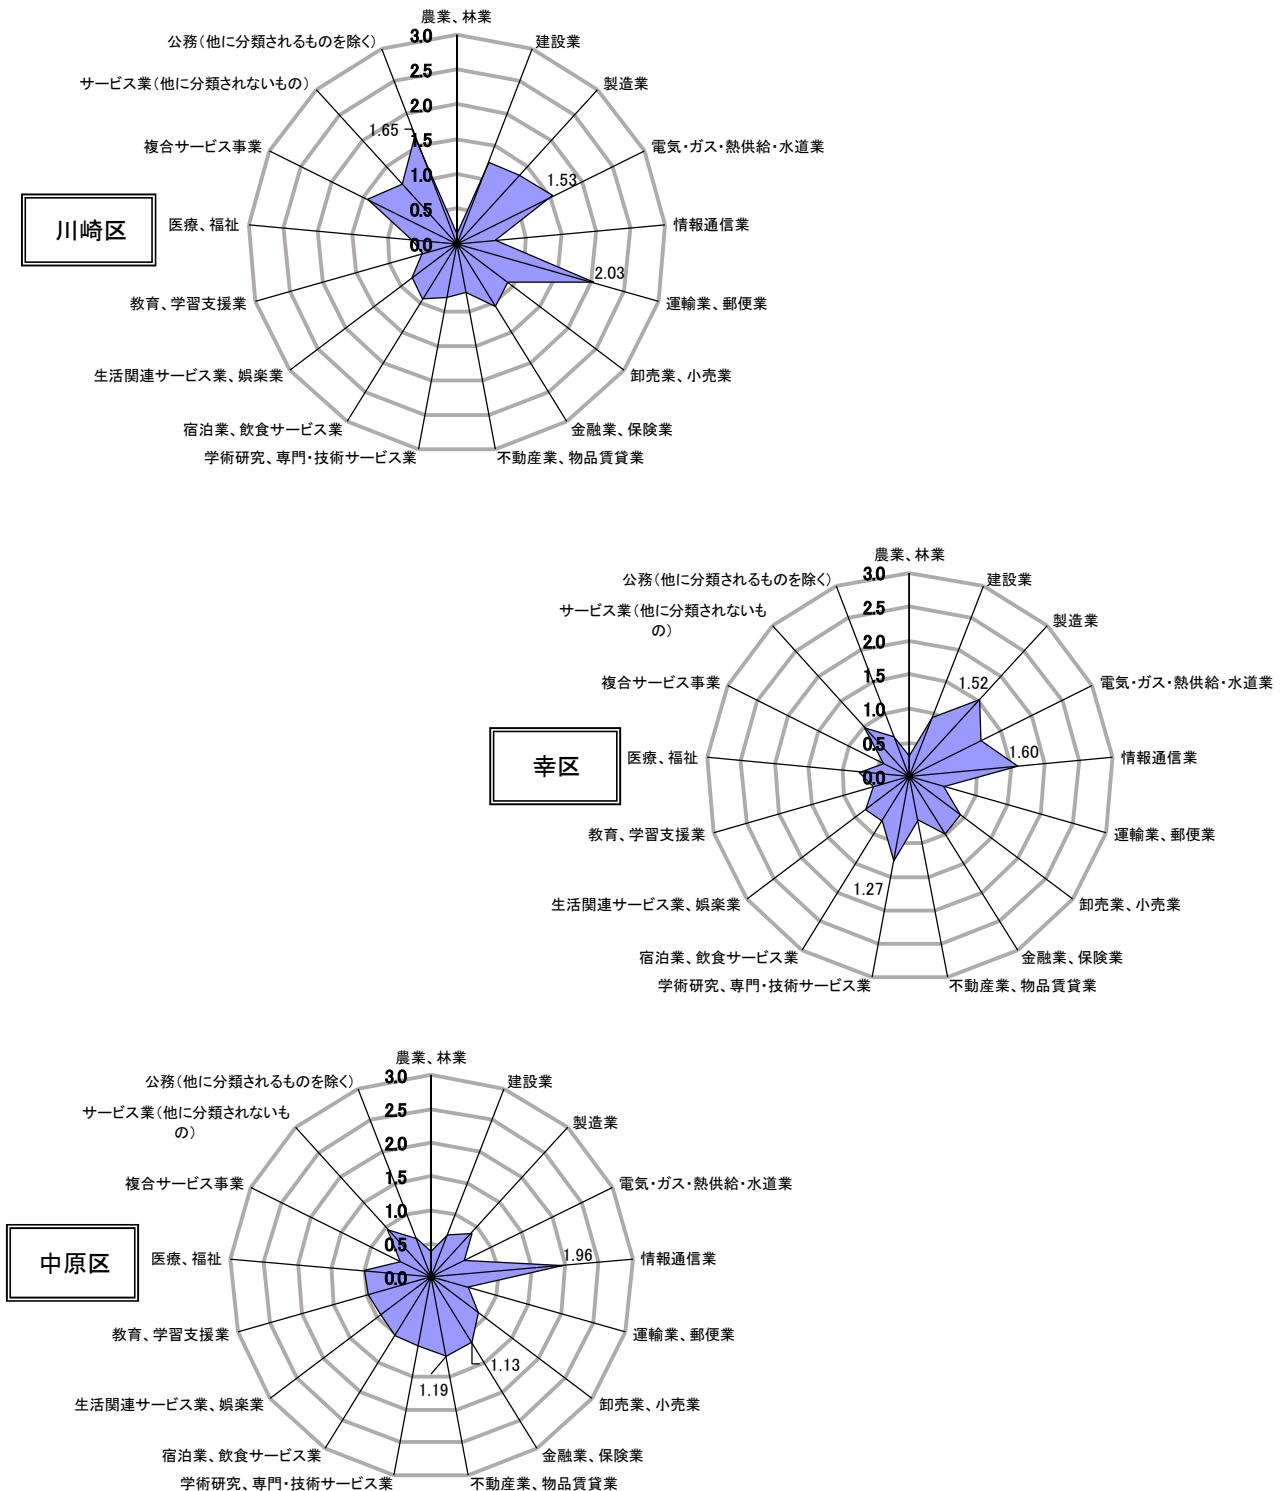 農業、林業
3.0
公務（他に分類されるものを除く）
建設業
2.5
サービス業（他に分類されないもの）
製造業
2.0
1.65
1.5
複合サービス事業
電気・ガス・熱供給・水道業
1.0
1.53
0.5
川崎区
医療、福祉
情報通信業
0.0
2.03
教育、学習支援業
運輸業、郵便業
生活関連サービス業、娯楽業
卸売業、小売業
宿泊業、飲食サービス業
金融業、保険業
学術研究、専門・技術サービス業
不動産業、物品賃貸業
農業、林業
3.0
公務（他に分類されるものを除く）
建設業
2.5
サービス業（他に分類されないも
の）
製造業
2.0
1.5
複合サービス事業
1.52
電気・ガス・熱供給・水道業
1.0
0.5
幸区
医療、福祉
1.60
情報通信業
0.0
教育、学習支援業
運輸業、郵便業
1.27
生活関連サービス業、娯楽業
卸売業、小売業
宿泊業、飲食サービス業
金融業、保険業
学術研究、専門・技術サービス業
不動産業、物品賃貸業
農業、林業
3.0
公務（他に分類されるものを除く）
建設業
2.5
サービス業（他に分類されないも
の）
製造業
2.0
1.5
複合サービス事業
電気・ガス・熱供給・水道業
1.0
0.5
中原区
医療、福祉
1.96
情報通信業
0.0
教育、学習支援業
運輸業、郵便業
1.13
1.19
生活関連サービス業、娯楽業
卸売業、小売業
宿泊業、飲食サービス業
金融業、保険業
学術研究、専門・技術サービス業
不動産業、物品賃貸業